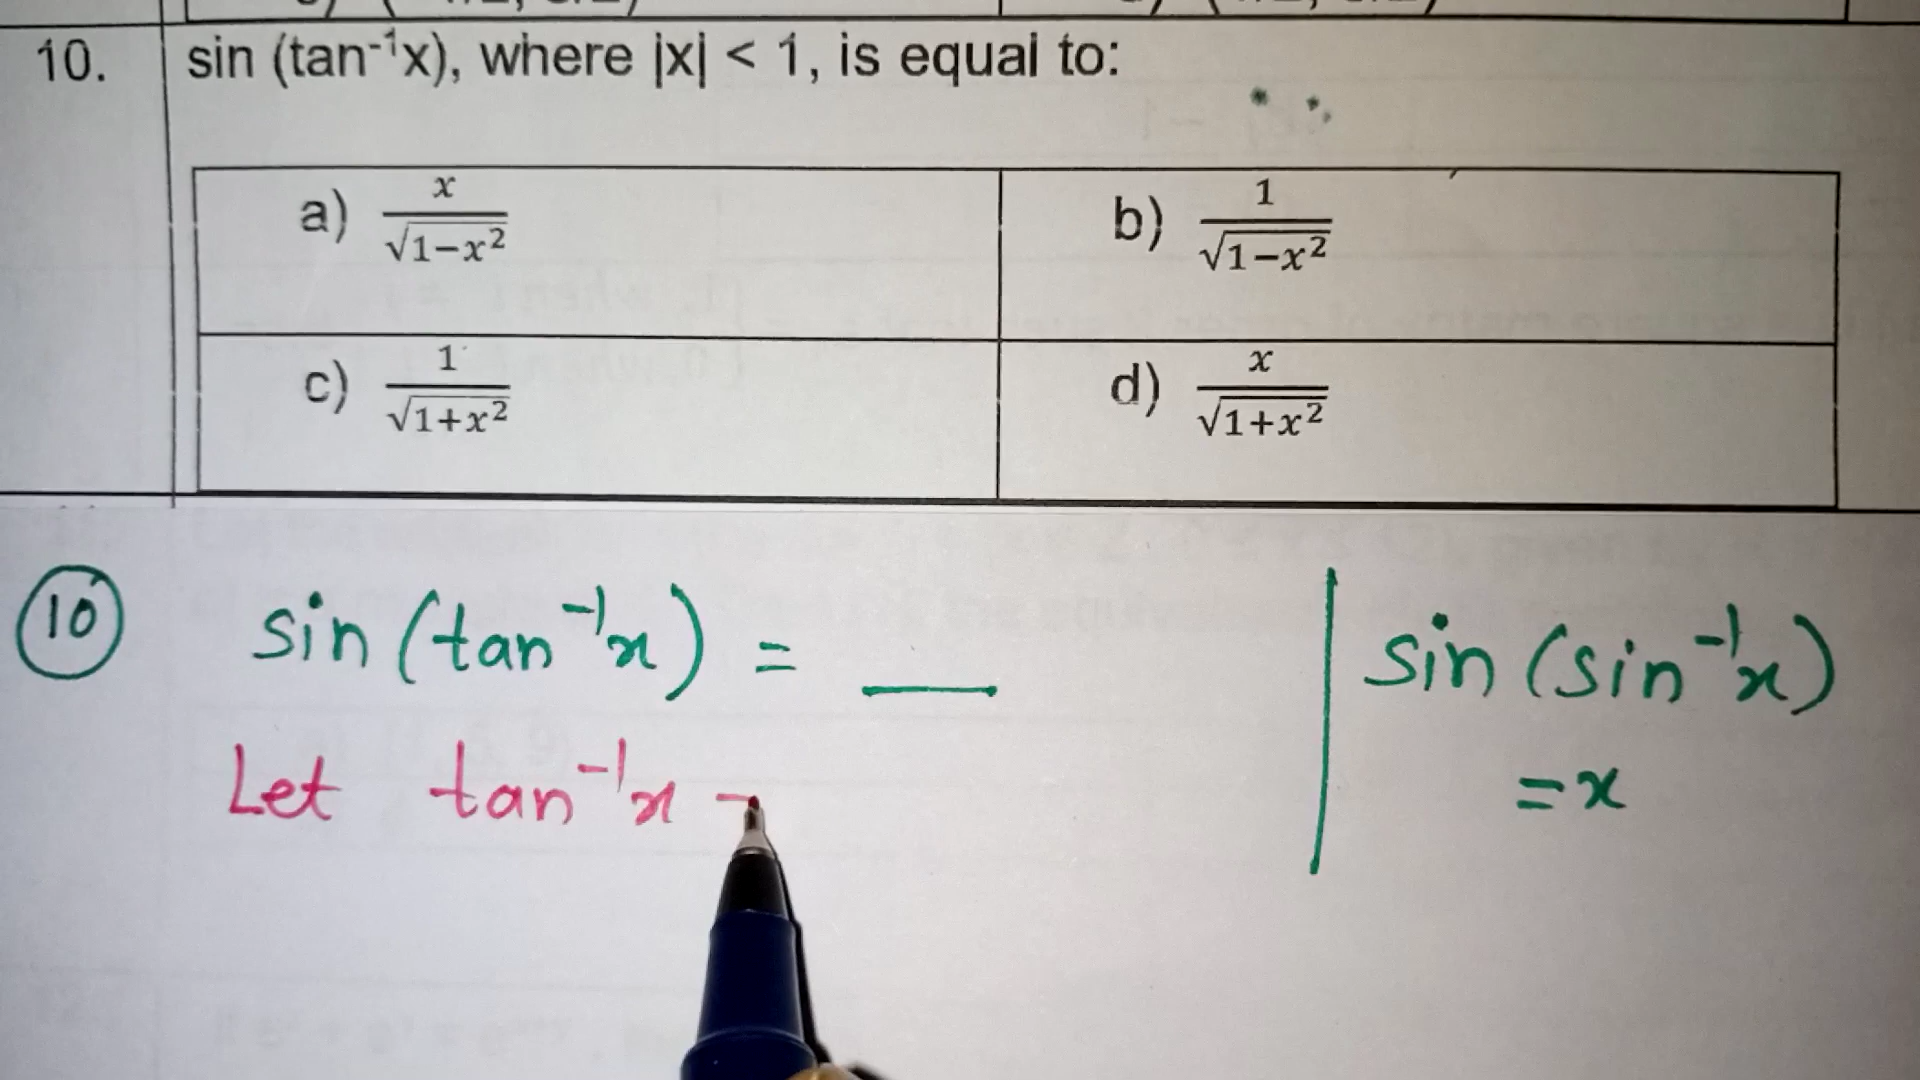 10. sin (tan⁻¹x), where |x| < 1, is equal to:
a) x/√1−x² b) 1/√1−x²
c) 1/√1+x² d) x/√1+x²
10 sin (tan⁻¹x) = __ sin (sin⁻¹x)
Let tan⁻¹x = x